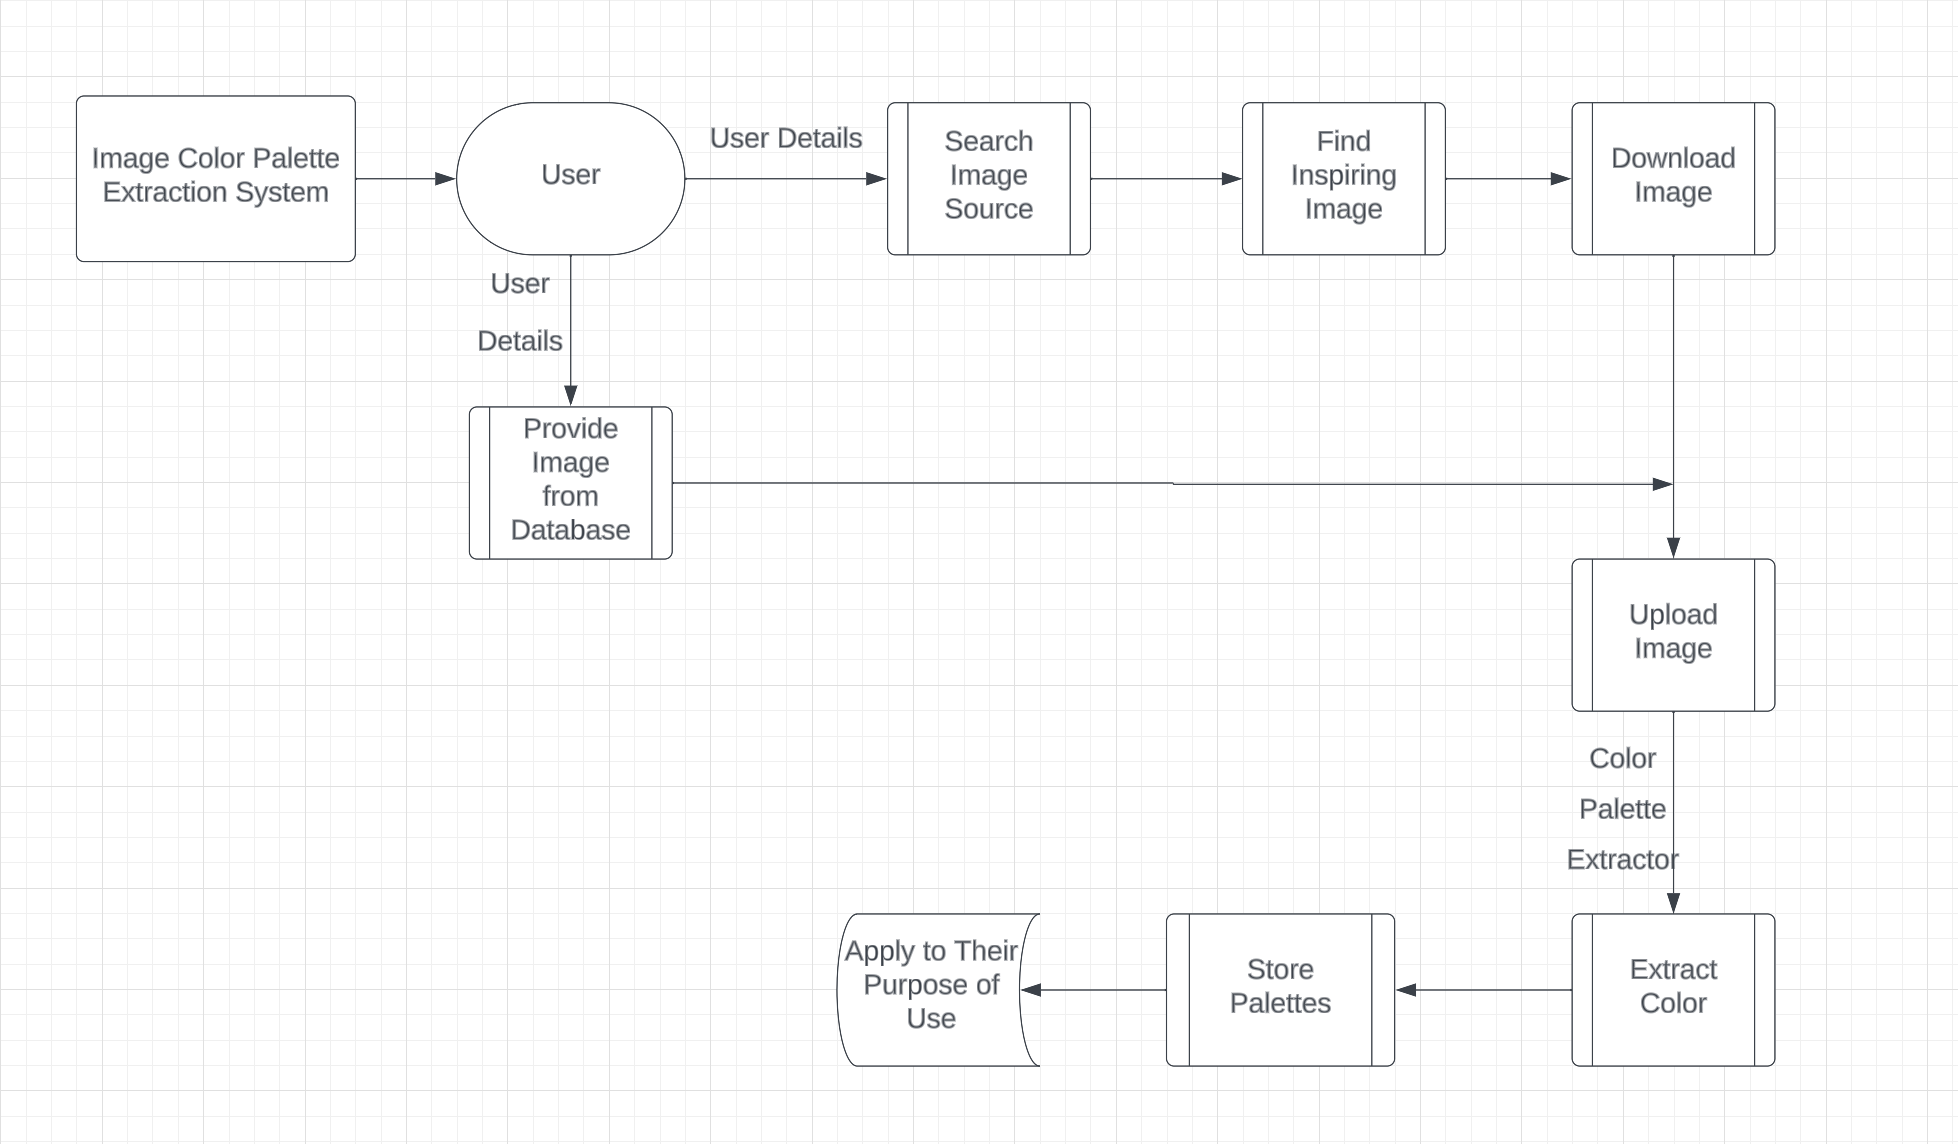 Image Color Palette
Extraction System
User
User Details
Search
Image
Source
Find
Inspiring
Image
Download
Image
User
Details
Provide
Image
from
Database
Upload
Image
Color
Palette
Extractor
Extract
Color
Store
Palettes
Apply to Their
Purpose of
Use